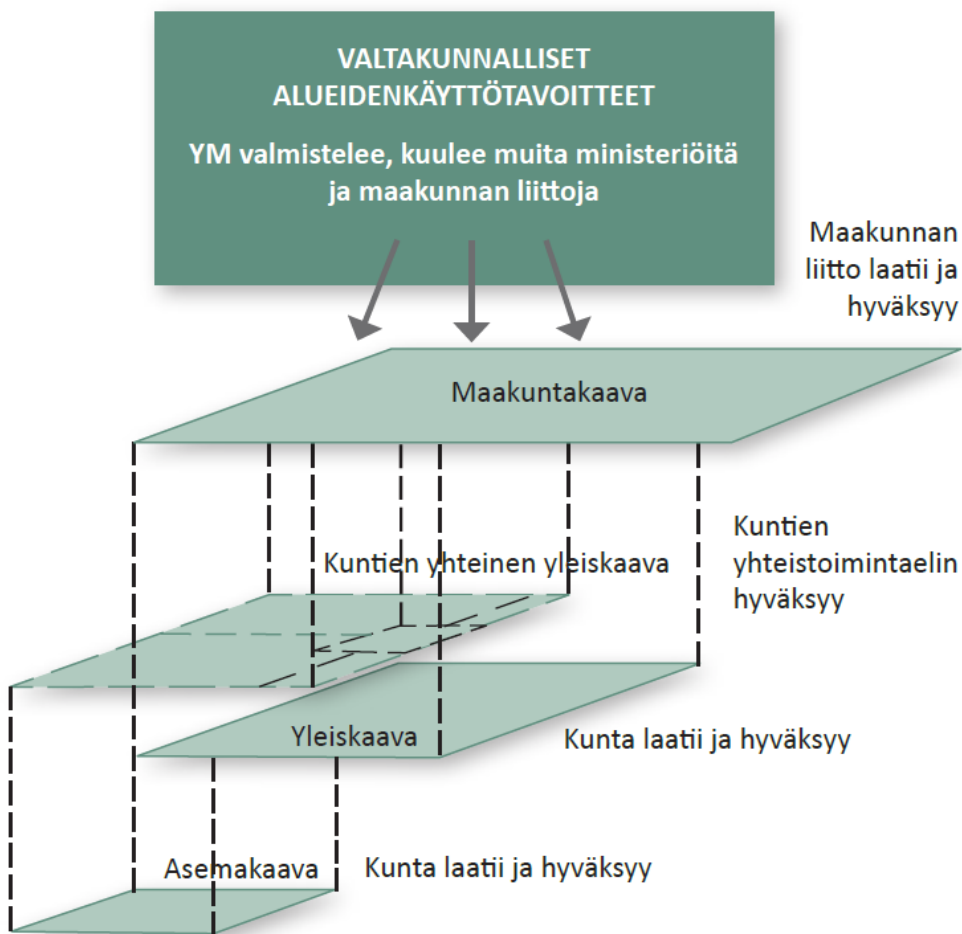 VALTAKUNNALLISET
ALUEIDENKÄYTTÖTAVOITTEET
YM valmistelee, kuulee muita ministeriöitä
ja maakunnan liittoja
Maakunnan
liitto laatii ja
hyväksyy
Maakuntakaava
Kuntien yhteinen yleiskaava
Kuntien
yhteistoimintaelin
hyväksyy
Yleiskaava
Kunta laatii ja hyväksyy
Asemakaava
Kunta laatii ja hyväksyy